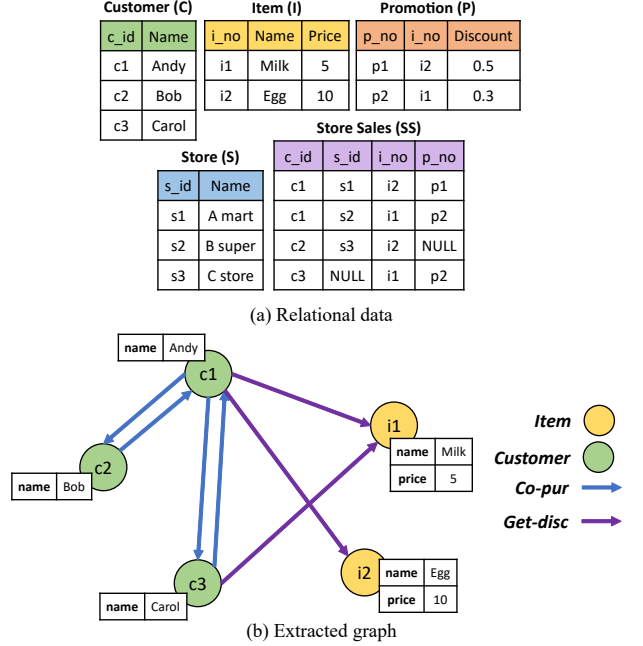 Customer (C)
c_id Name
c1 Andy
c2 Bob
c3 Carol
Item (I)
i_no Name Price
i1 Milk 5
i2 Egg 10
Promotion (P)
p_no i_no Discount
p1 i2 0.5
p2 i1 0.3
Store (S)
s_id Name
s1 A mart
s2 B super
s3 C store
Store Sales (SS)
c_id s_id i_no p_no
c1 s1 i2 p1
c1 s2 i1 p2
c2 s3 i2 NULL
c3 NULL i1 p2
(a) Relational data
name Andy
c1
c2
name Bob
c3
name Carol
i1
name Milk
price 5
i2
name Egg
price 10
Item
Customer
Co-pur
Get-disc
(b) Extracted graph